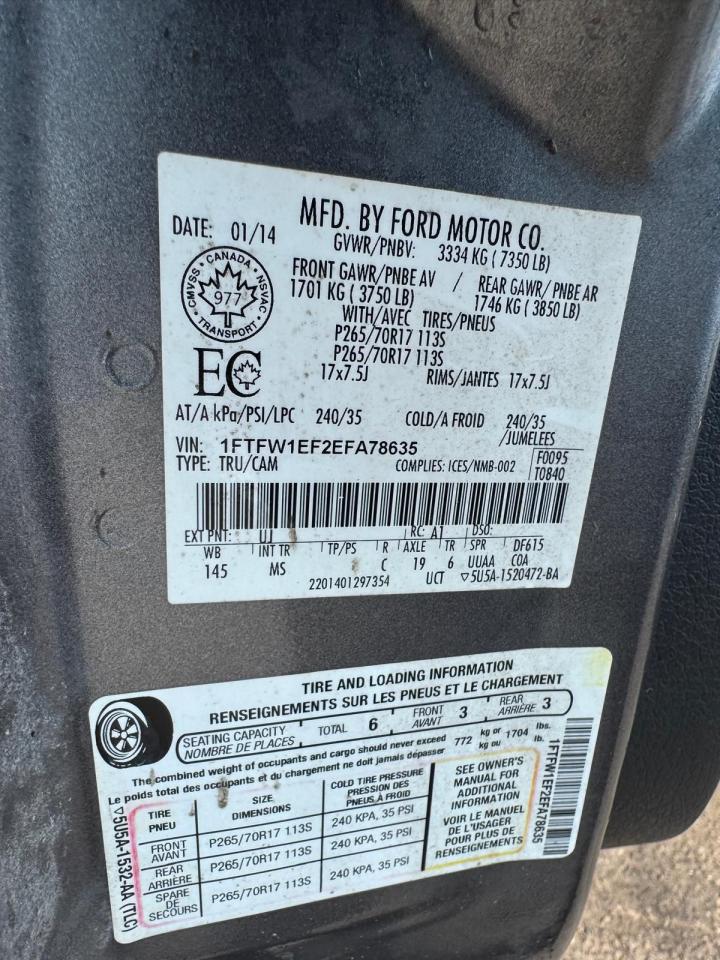 MFD. BY FORD MOTOR CO.
DATE: 01/14
GVWR/PNBV: 3334 KG ( 7350 LB)
FRONT GAWR/PNBE AV / REAR GAWR/ PNBE AR
1701 KG ( 3750 LB) 1746 KG ( 3850 LB)
WITH/AVEC TIRES/PNEUS
P265/70R17 113S
P265/70R17 113S
17x7.5J RIMS/JANTES 17x7.5J
CMVSS · CANADA · NSVAC
977
TRANSPORT
EC
AT/A kPa/PSI/LPC 240/35 COLD/A FROID 240/35
/JUMELEES
VIN: 1FTFW1EF2EFA78635
F0095
TYPE: TRU/CAM COMPLIES: ICES/NMB-002
T0840
EXT PNT: UJ RC: A1 DSO:
WB INT TR TP/PS R AXLE TR SPR DF615
145 MS C 19 6 UUAA COA
2201401297354 UCT ▽5U5A-1520472-BA
TIRE AND LOADING INFORMATION
RENSEIGNEMENTS SUR LES PNEUS ET LE CHARGEMENT
SEATING CAPACITY TOTAL 6 FRONT 3 REAR 3
NOMBRE DE PLACES AVANT ARRIÈRE
The combined weight of occupants and cargo should never exceed 772 kg or 1704 lbs.
Le poids total des occupants et du chargement ne doit jamais dépasser kg ou lb.
TIRE SIZE COLD TIRE PRESSURE
PNEU DIMENSIONS PRESSION DES
PNEUS À FROID
FRONT P265/70R17 113S 240 KPA, 35 PSI
AVANT
REAR P265/70R17 113S 240 KPA, 35 PSI
ARRIÈRE
SPARE P265/70R17 113S 240 KPA, 35 PSI
DE SECOURS
SEE OWNER'S
MANUAL FOR
ADDITIONAL
INFORMATION
VOIR LE MANUEL
DE L'USAGER
POUR PLUS DE
RENSEIGNEMENTS
▽5U5A-1532-AA (TLC)
1FTFW1EF2EFA78635